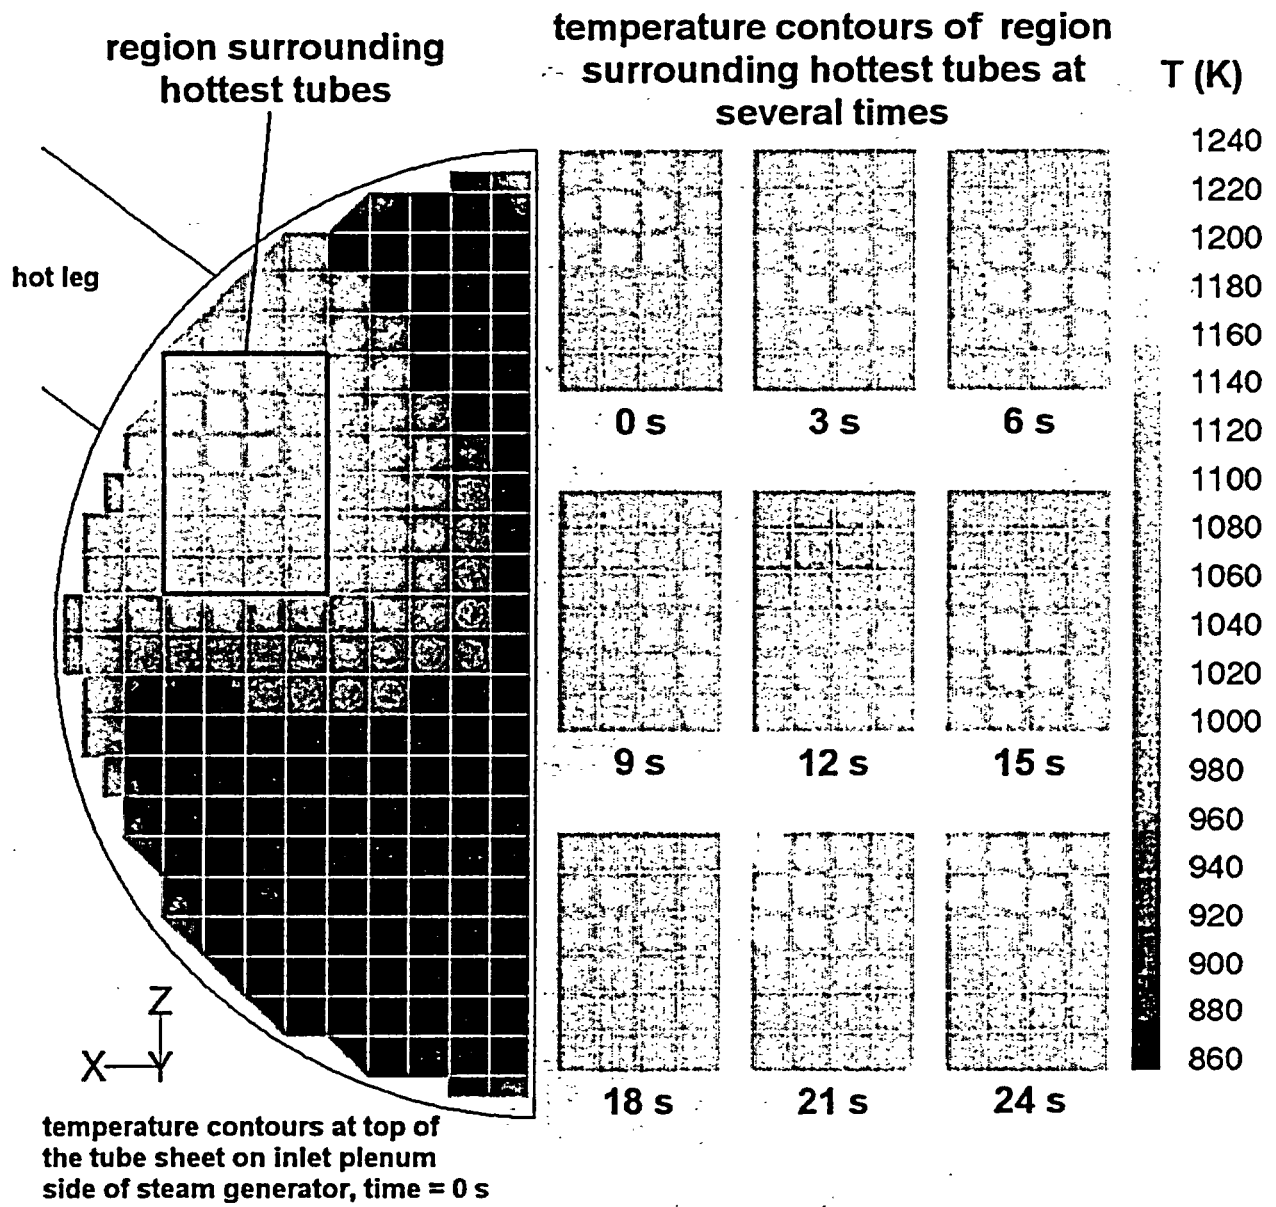 region surrounding
hottest tubes
temperature contours of region
surrounding hottest tubes at
several times
T (K)
hot leg
1240
1220
1200
1180
1160
1140
1120
1100
1080
1060
1040
1020
1000
980
960
940
920
900
880
860
0 s
3 s
6 s
9 s
12 s
15 s
18 s
21 s
24 s
Z
X
Y
temperature contours at top of
the tube sheet on inlet plenum
side of steam generator, time = 0 s